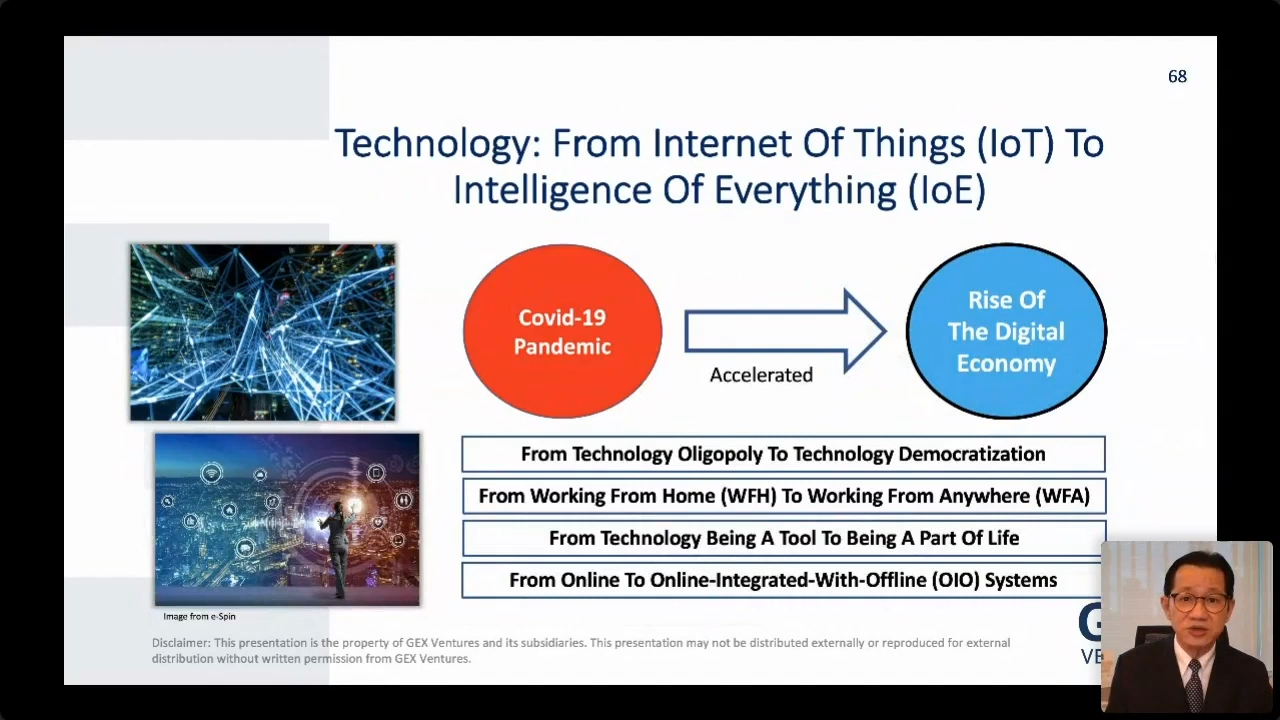 68
Technology: From Internet Of Things (IoT) To
Intelligence Of Everything (IoE)
Covid-19
Pandemic
Accelerated
Rise Of
The Digital
Economy
From Technology Oligopoly To Technology Democratization
From Working From Home (WFH) To Working From Anywhere (WFA)
From Technology Being A Tool To Being A Part Of Life
From Online To Online-Integrated-With-Offline (OIO) Systems
Image from e-Spin
Disclaimer: This presentation is the property of GEX Ventures and its subsidiaries. This presentation may not be distributed externally or reproduced for external
distribution without written permission from GEX Ventures.